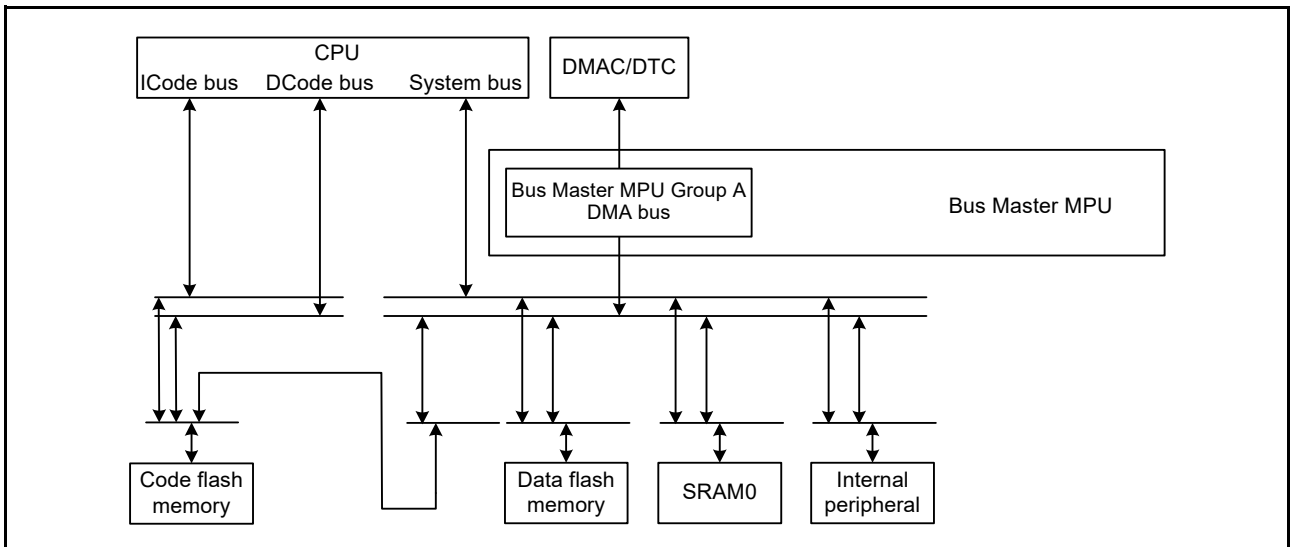 CPU
ICode bus DCode bus System bus
DMAC/DTC
Bus Master MPU Group A
DMA bus
Bus Master MPU
Code flash
memory
Data flash
memory
SRAM0
Internal
peripheral